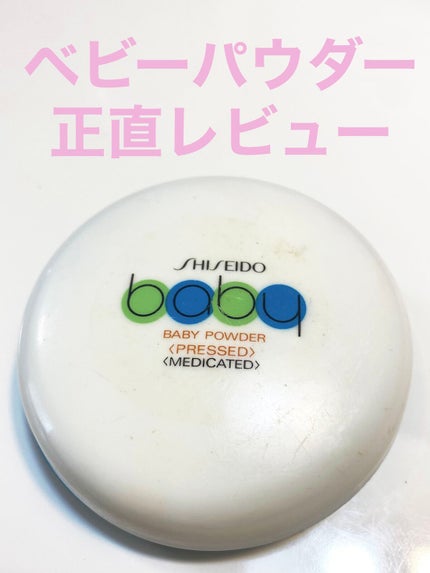 ベビーパウダー
正直レビュー
SHISEIDO
baby
BABY POWDER
〈PRESSED〉
〈MEDICATED〉